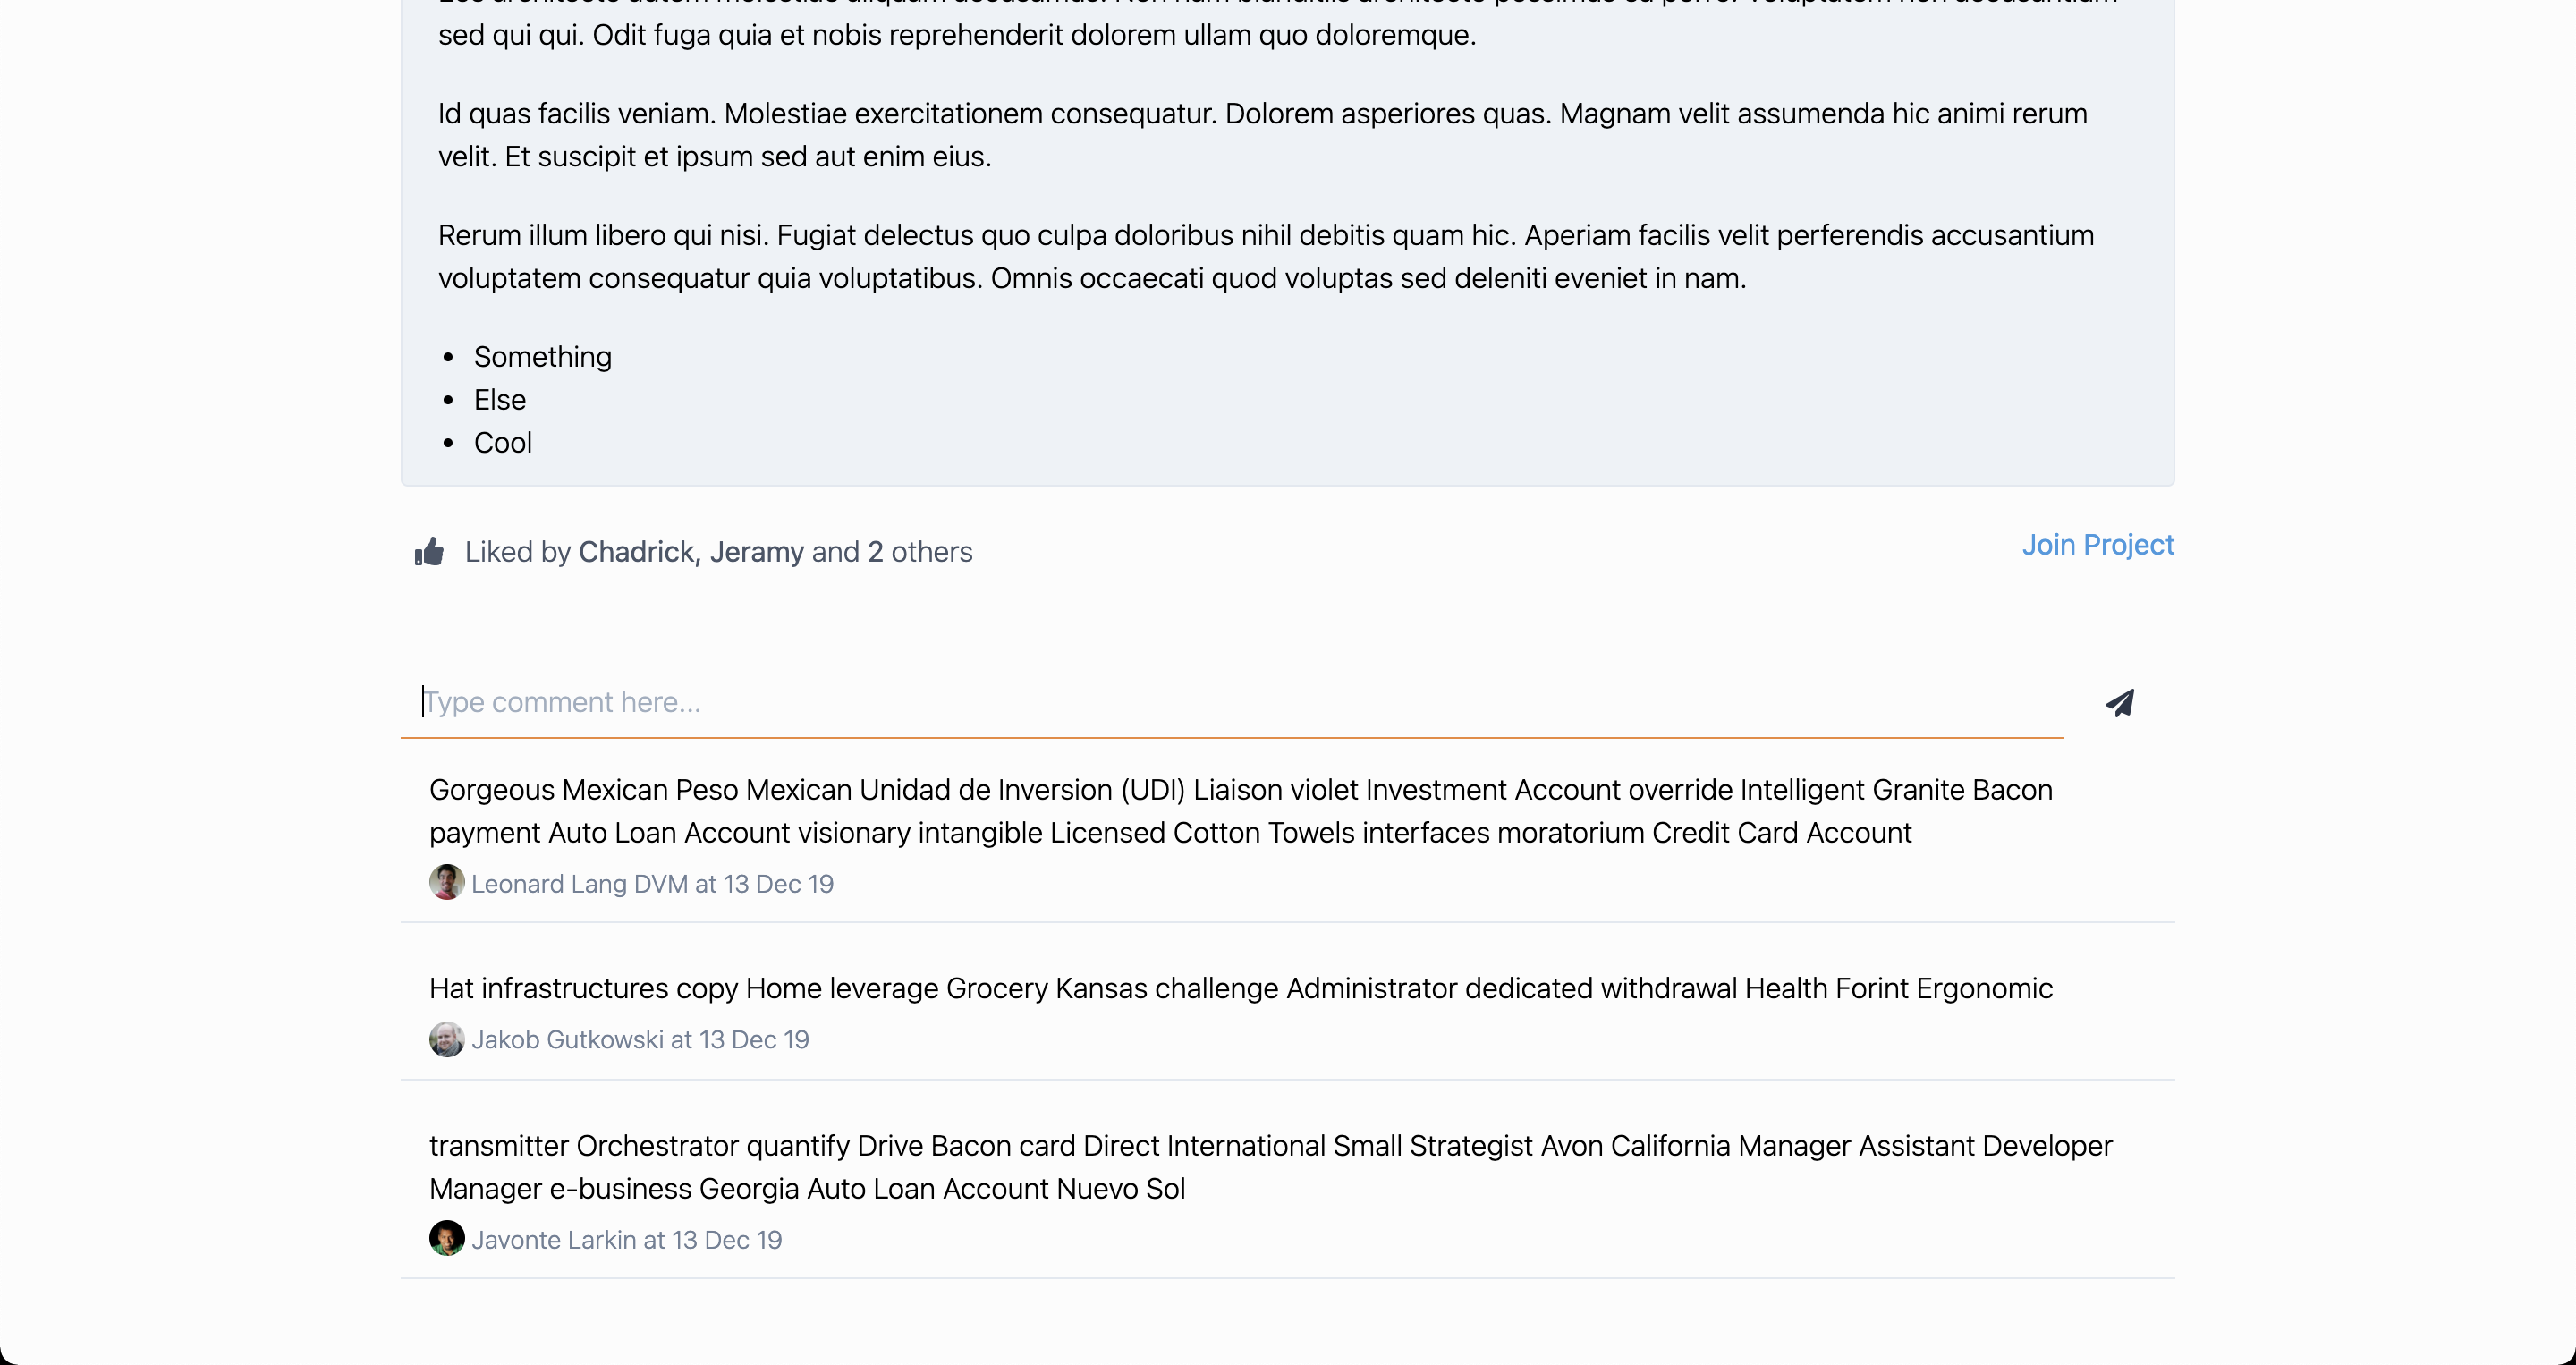 sed qui qui. Odit fuga quia et nobis reprehenderit dolorem ullam quo doloremque.
Id quas facilis veniam. Molestiae exercitationem consequatur. Dolorem asperiores quas. Magnam velit assumenda hic animi rerum
velit. Et suscipit et ipsum sed aut enim eius.
Rerum illum libero qui nisi. Fugiat delectus quo culpa doloribus nihil debitis quam hic. Aperiam facilis velit perferendis accusantium
voluptatem consequatur quia voluptatibus. Omnis occaecati quod voluptas sed deleniti eveniet in nam.
• Something
• Else
• Cool
Liked by Chadrick, Jeramy and 2 others
Join Project
Type comment here...
Gorgeous Mexican Peso Mexican Unidad de Inversion (UDI) Liaison violet Investment Account override Intelligent Granite Bacon
payment Auto Loan Account visionary intangible Licensed Cotton Towels interfaces moratorium Credit Card Account
Leonard Lang DVM at 13 Dec 19
Hat infrastructures copy Home leverage Grocery Kansas challenge Administrator dedicated withdrawal Health Forint Ergonomic
Jakob Gutkowski at 13 Dec 19
transmitter Orchestrator quantify Drive Bacon card Direct International Small Strategist Avon California Manager Assistant Developer
Manager e-business Georgia Auto Loan Account Nuevo Sol
Javonte Larkin at 13 Dec 19